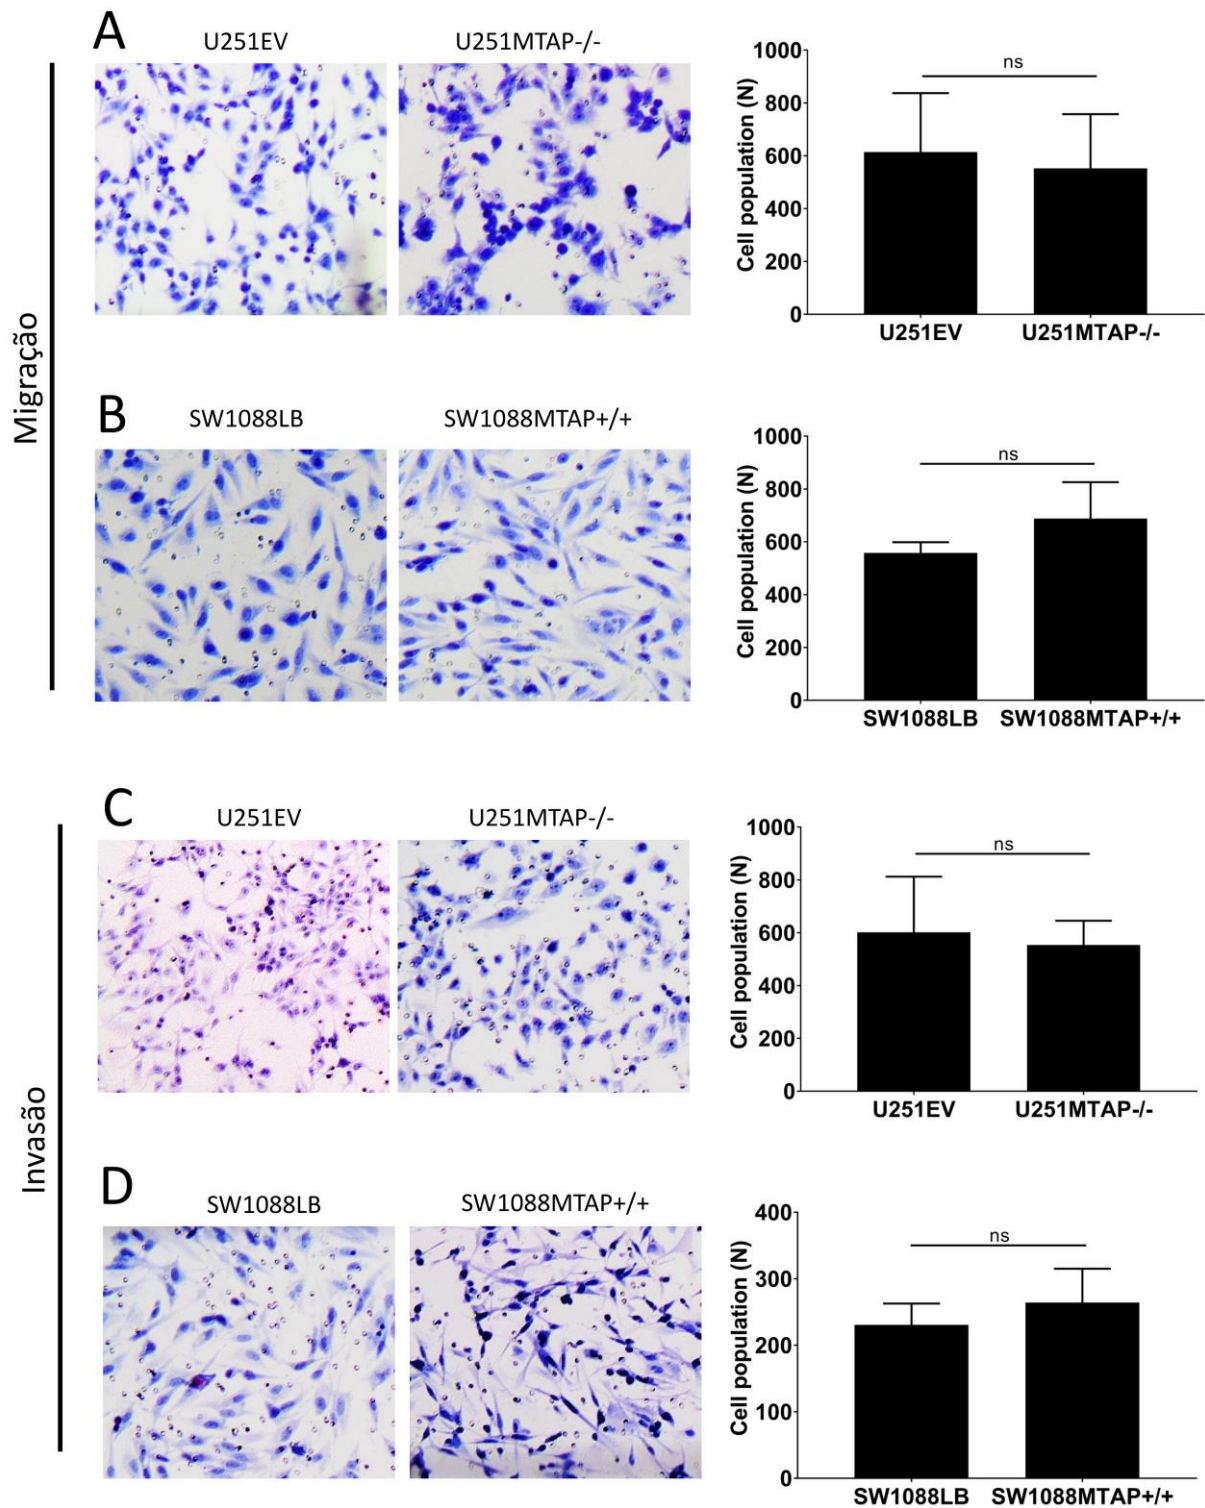 A
U251EV
U251MTAP-/-
Migração
1000
800
600
400
200
0
Cell population (N)
ns
U251EV
U251MTAP-/-
B
SW1088LB
SW1088MTAP+/+
1000
800
600
400
200
0
Cell population (N)
ns
SW1088LB
SW1088MTAP+/+
C
U251EV
U251MTAP-/-
Invasão
1000
800
600
400
200
0
Cell population (N)
ns
U251EV
U251MTAP-/-
D
SW1088LB
SW1088MTAP+/+
400
300
200
100
0
Cell population (N)
ns
SW1088LB
SW1088MTAP+/+